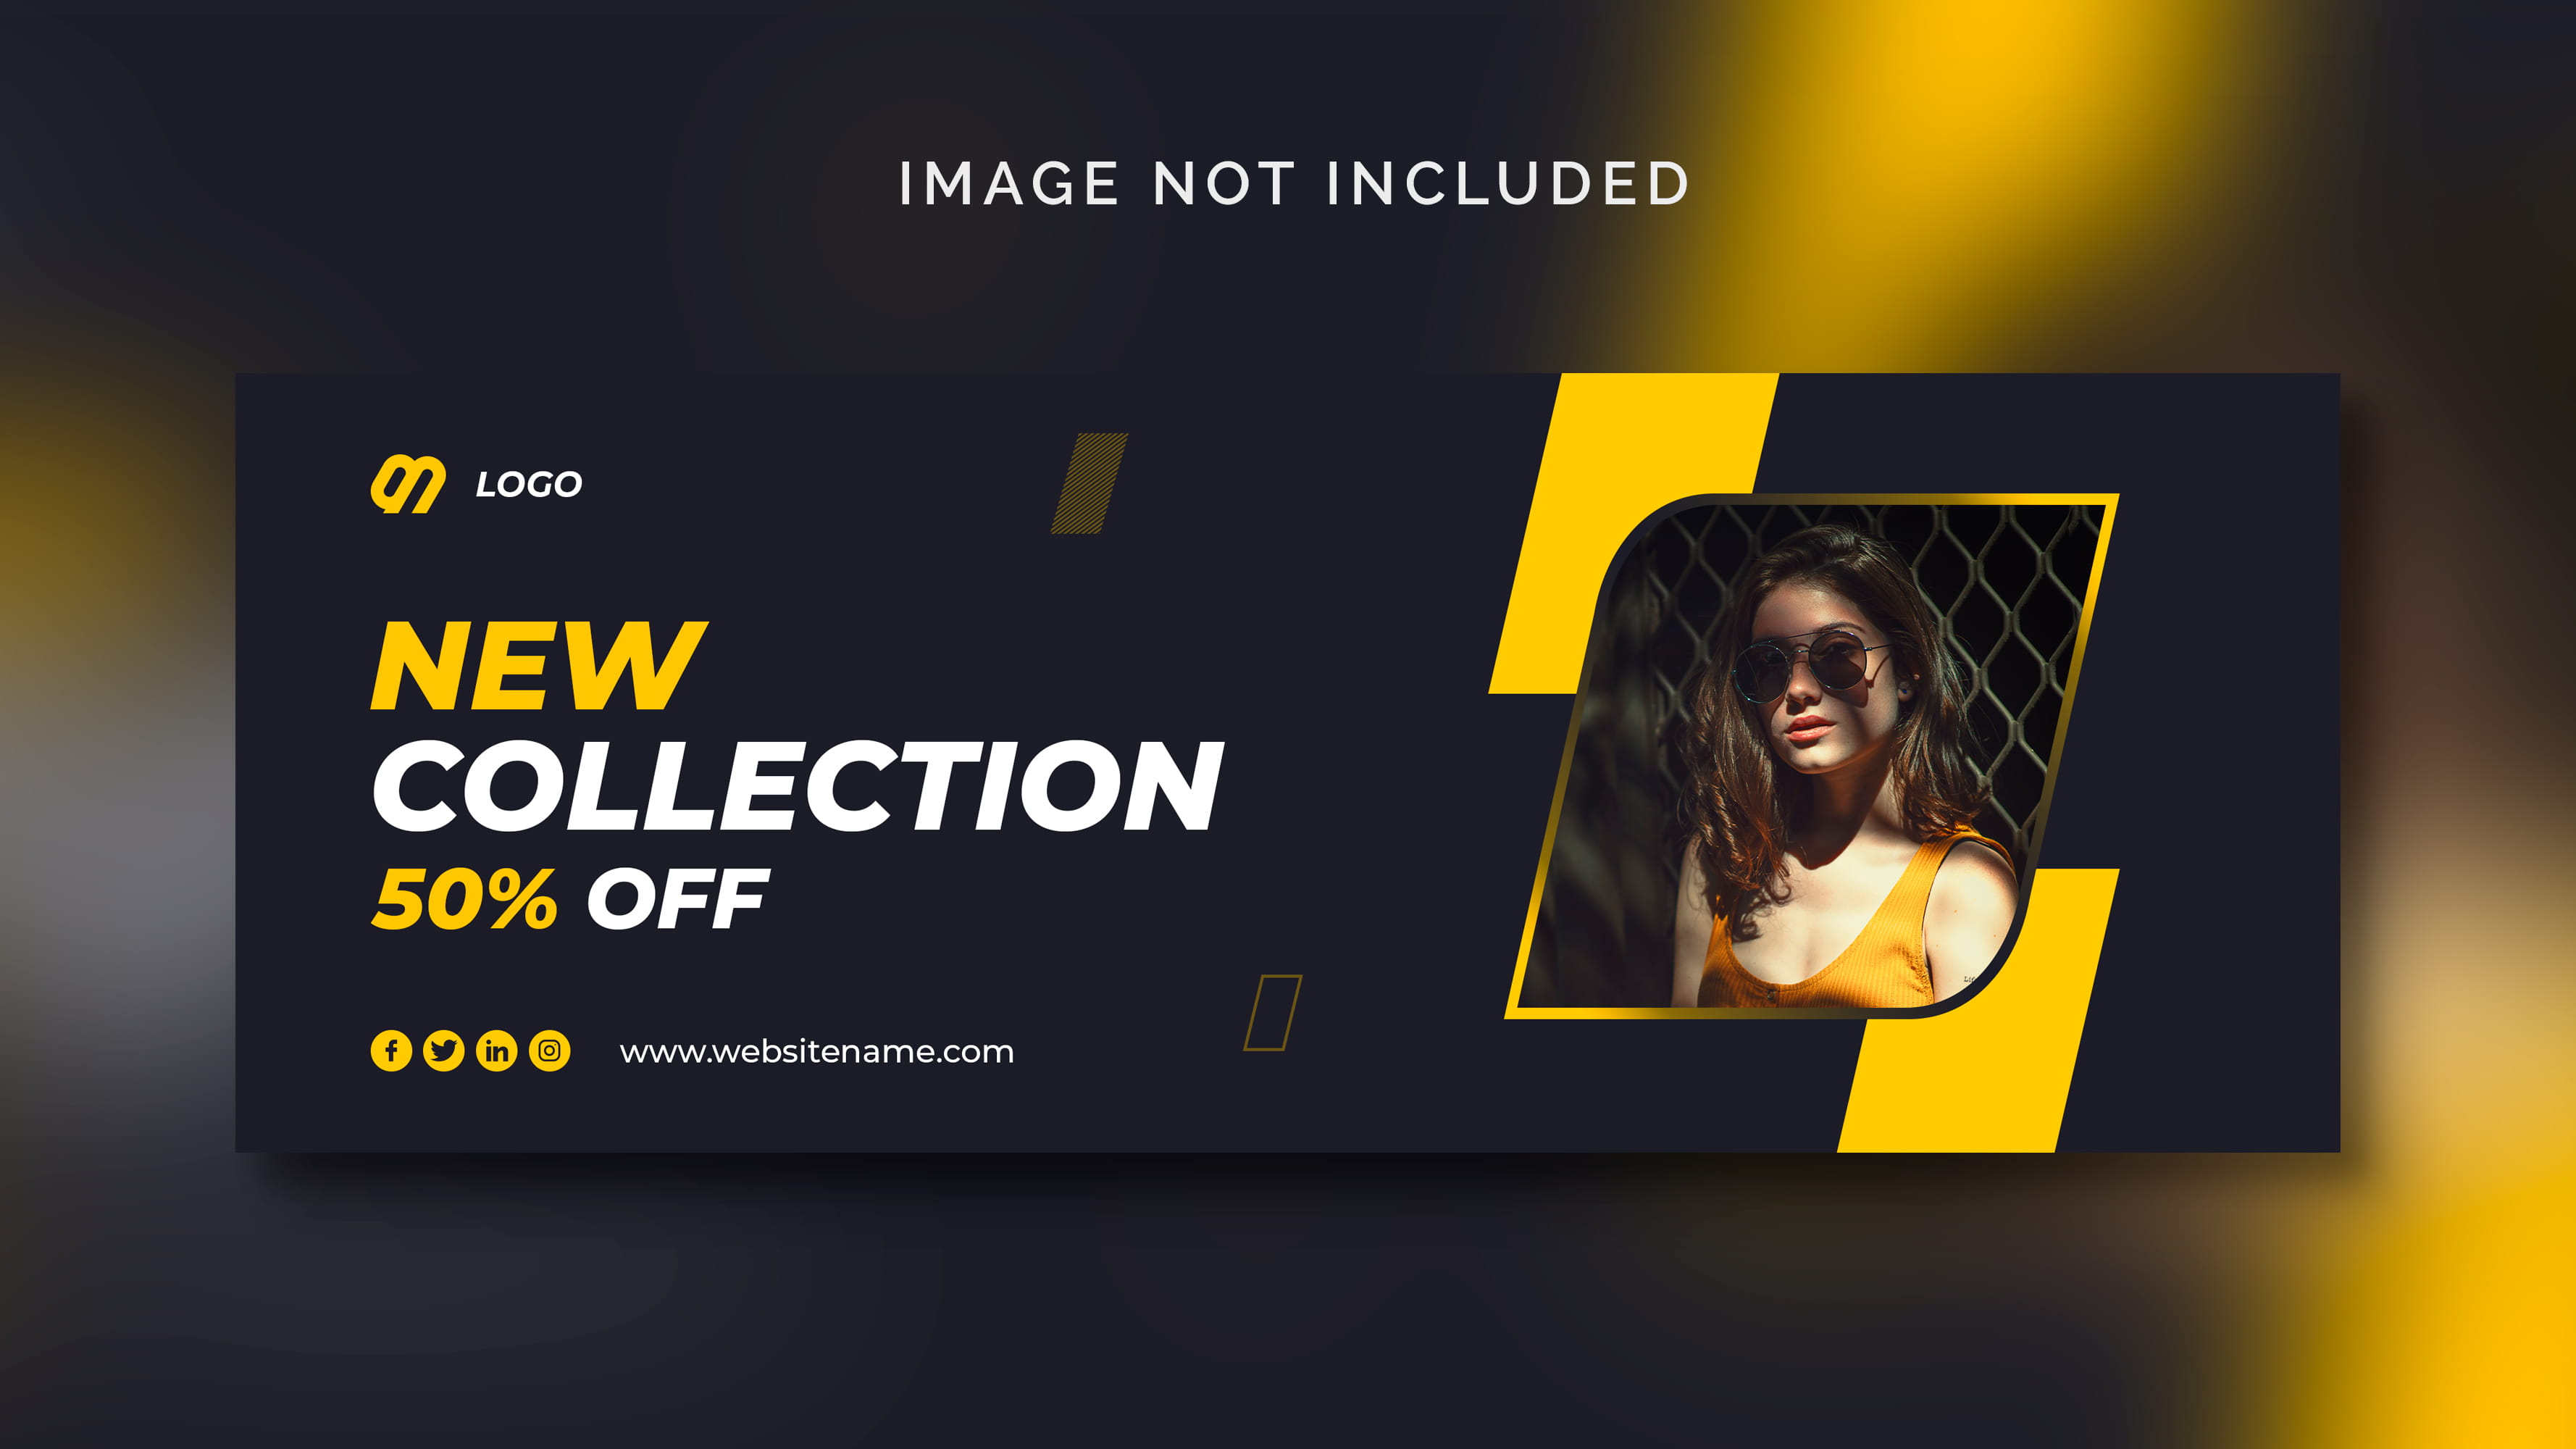 IMAGE NOT INCLUDED
LOGO
NEW
COLLECTION
50% OFF
www.websitename.com